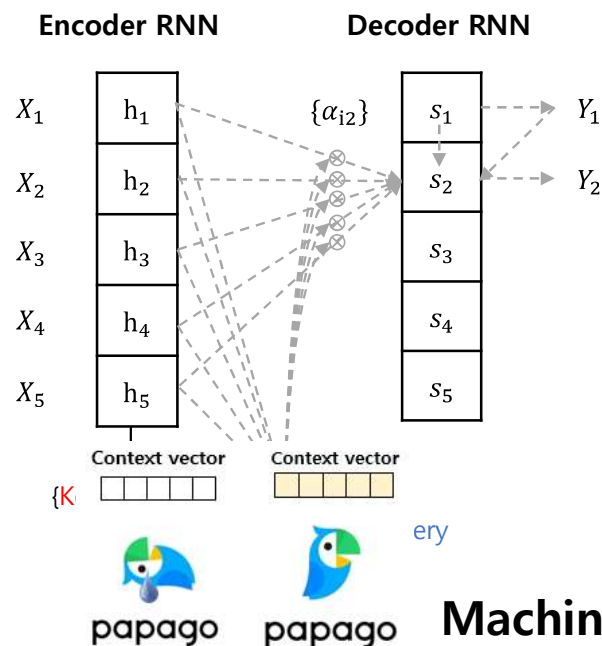 Encoder RNN Decoder RNN
X₁ h₁ {αᵢ₂} s₁ Y₁
X₂ h₂ s₂ Y₂
X₃ h₃ s₃
X₄ h₄ s₄
X₅ h₅ s₅
Context vector Context vector
{K
ery
papago papago Machin